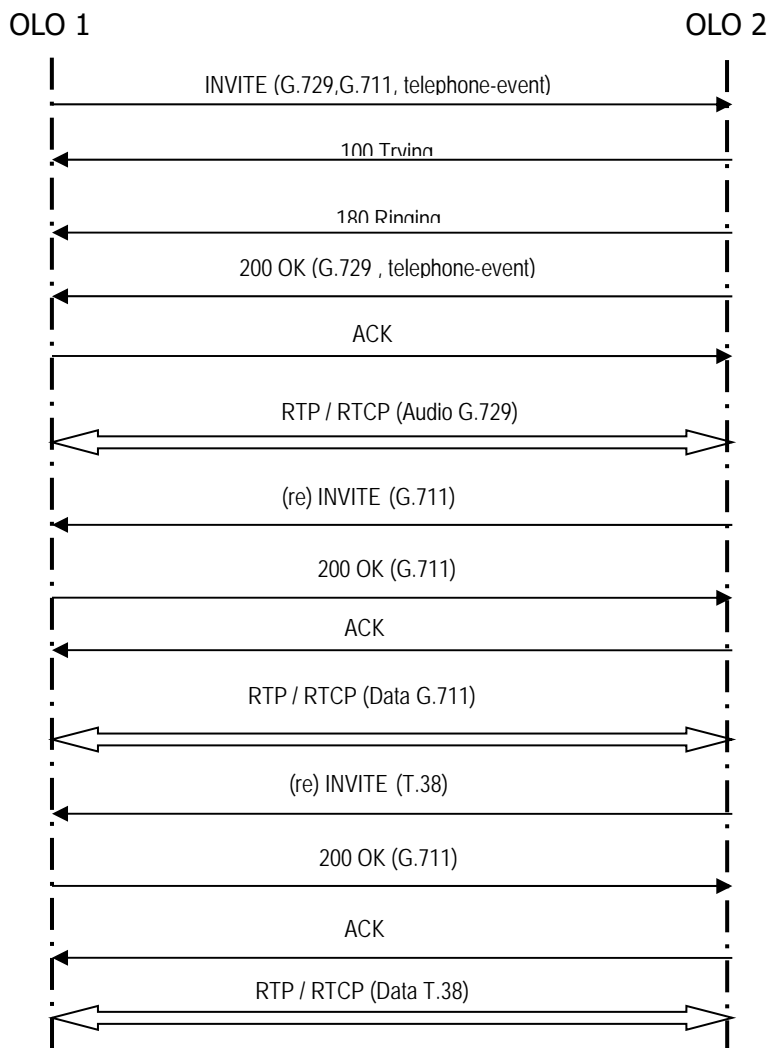 OLO 1
OLO 2
INVITE (G.729,G.711, telephone-event)
100 Trying
180 Ringing
200 OK (G.729 , telephone-event)
ACK
RTP / RTCP (Audio G.729)
(re) INVITE (G.711)
200 OK (G.711)
ACK
RTP / RTCP (Data G.711)
(re) INVITE (T.38)
200 OK (G.711)
ACK
RTP / RTCP (Data T.38)